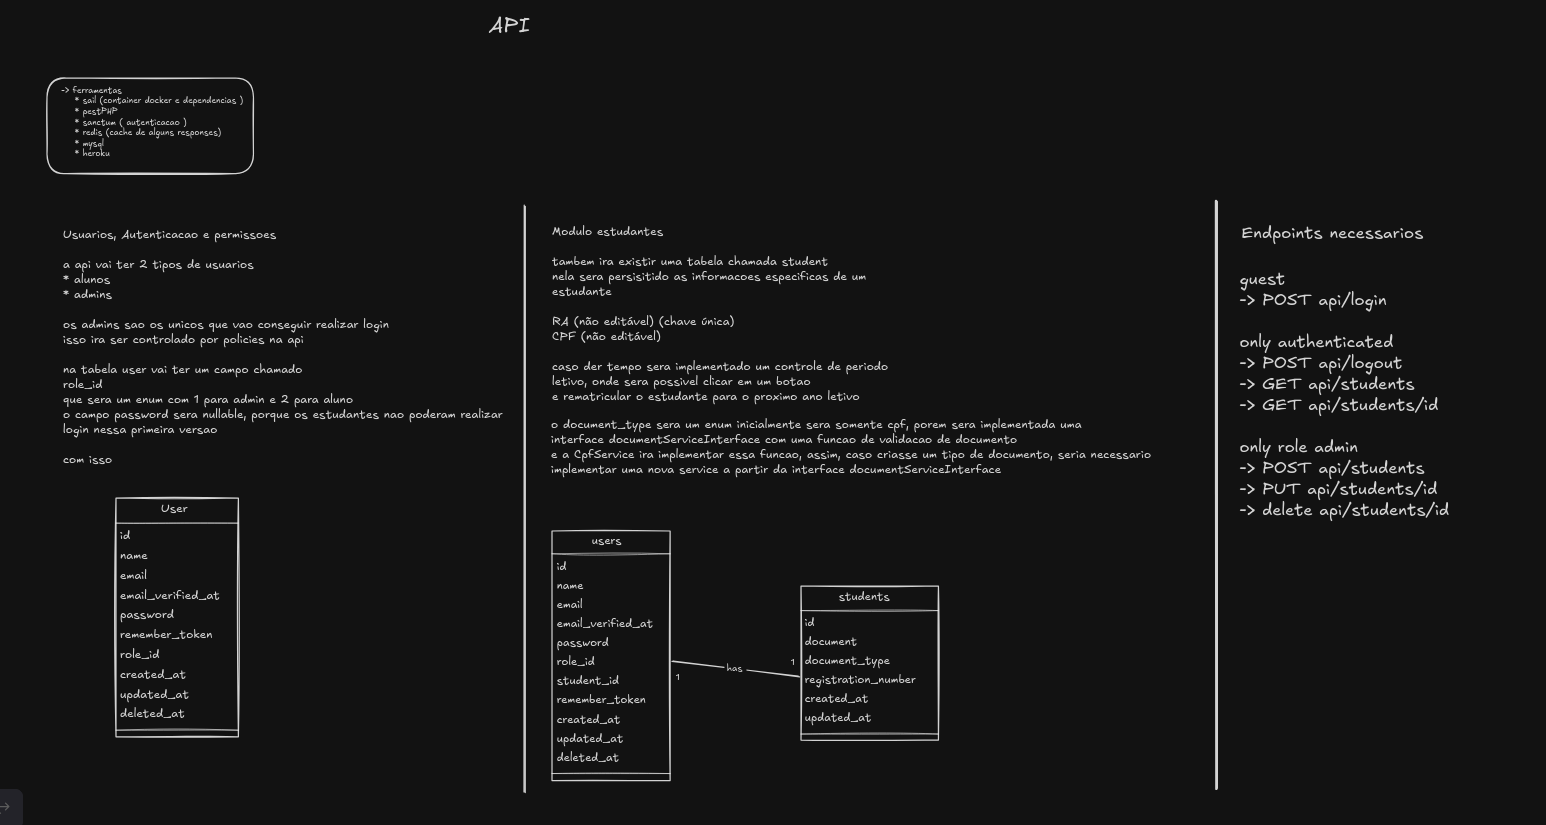 API
-> ferramentas
* sail (container docker e dependencias )
* pestPHP
* sanctum ( autenticacao )
* redis (cache de alguns responses)
* mysql
* heroku
Usuarios, Autenticacao e permissoes
a api vai ter 2 tipos de usuarios
* alunos
* admins
os admins sao os unicos que vao conseguir realizar login
isso ira ser controlado por policies na api
na tabela user vai ter um campo chamado
role_id
que sera um enum com 1 para admin e 2 para aluno
o campo password sera nullable, porque os estudantes nao poderam realizar
login nessa primeira versao
com isso
User
id
name
email
email_verified_at
password
remember_token
role_id
created_at
updated_at
deleted_at
Modulo estudantes
tambem ira existir uma tabela chamada student
nela sera persisitido as informacoes especificas de um
estudante
RA (não editável) (chave única)
CPF (não editável)
caso der tempo sera implementado um controle de periodo
letivo, onde sera possivel clicar em um botao
e rematricular o estudante para o proximo ano letivo
o document_type sera um enum inicialmente sera somente cpf, porem sera implementada uma
interface documentServiceInterface com uma funcao de validacao de documento
e a CpfService ira implementar essa funcao, assim, caso criasse um tipo de documento, seria necessario
implementar uma nova service a partir da interface documentServiceInterface
users
id
name
email
email_verified_at
password
role_id
student_id
remember_token
created_at
updated_at
deleted_at
1
has
1
students
id
document
document_type
registration_number
created_at
updated_at
Endpoints necessarios
guest
-> POST api/login
only authenticated
-> POST api/logout
-> GET api/students
-> GET api/students/id
only role admin
-> POST api/students
-> PUT api/students/id
-> delete api/students/id